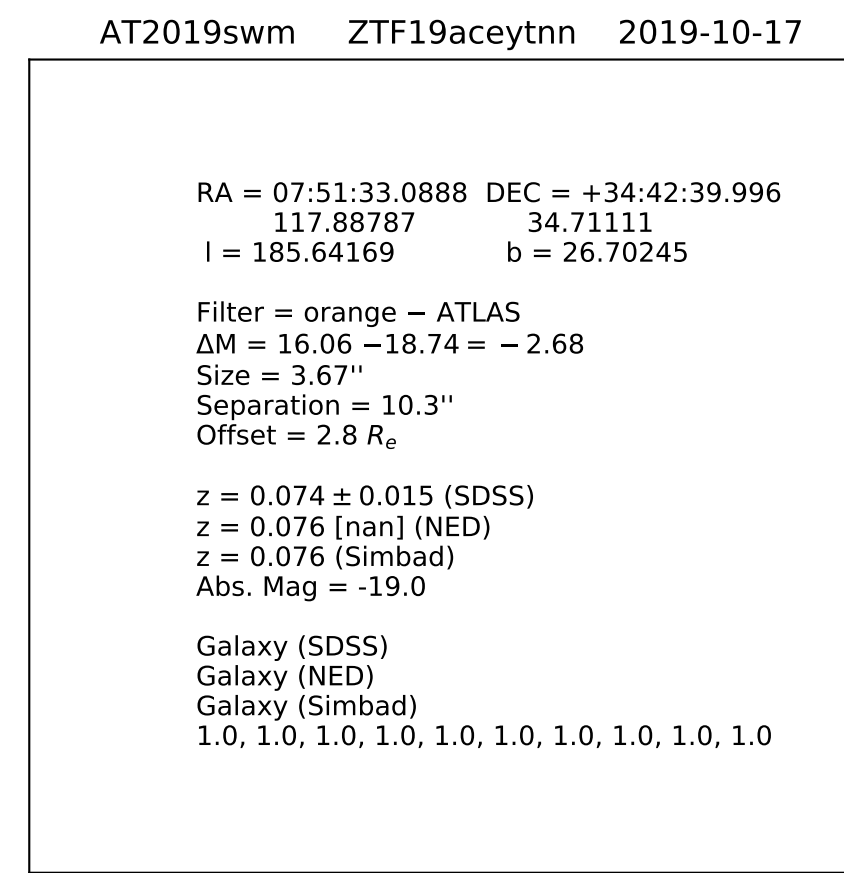 AT2019swm ZTF19aceytnn 2019-10-17
RA = 07:51:33.0888 DEC = +34:42:39.996
117.88787 34.71111
l = 185.64169 b = 26.70245
Filter = orange − ATLAS
ΔM = 16.06 −18.74 = − 2.68
Size = 3.67''
Separation = 10.3''
Offset = 2.8 Rₑ
z = 0.074 ± 0.015 (SDSS)
z = 0.076 [nan] (NED)
z = 0.076 (Simbad)
Abs. Mag = -19.0
Galaxy (SDSS)
Galaxy (NED)
Galaxy (Simbad)
1.0, 1.0, 1.0, 1.0, 1.0, 1.0, 1.0, 1.0, 1.0, 1.0